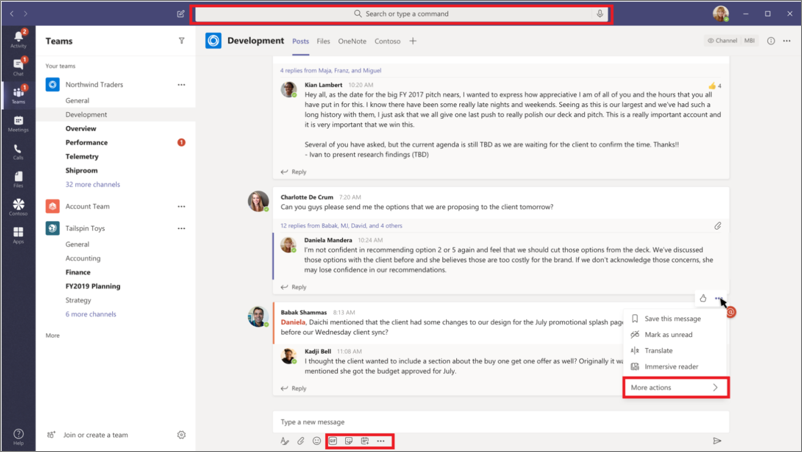 Search or type a command
Activity
Chat
Teams
Meetings
Calls
Files
Contoso
Apps
Help
Teams
Your teams
Northwind Traders
General
Development
Overview
Performance
1
Telemetry
Shiproom
32 more channels
Account Team
Tailspin Toys
General
Accounting
Finance
FY2019 Planning
Strategy
6 more channels
More
Join or create a team
Development Posts Files OneNote Contoso
Channel MBI
4 replies from Maja, Franz, and Miguel
Kian Lambert 10:20 AM
4
Hey all, as the date for the big FY 2017 pitch nears, I wanted to express how appreciative I am of all of you and the hours that you all
have put in for this. I know there have been some really late nights and weekends. Seeing as this is our largest and we've had such a
long history with them, I just ask that we all give one last push to really polish our deck and pitch. This is a really important account and
it is very important that we win this.
Several of you have asked, but the current agenda is still TBD as we are waiting for the client to confirm the time. Thanks!!
- Ivan to present research findings (TBD)
Reply
Charlotte De Crum 7:20 AM
Can you guys please send me the options that we are proposing to the client tomorrow?
12 replies from Babak, MJ, David, and 4 others
Daniela Mandera 10:24 AM
I'm not confident in recommending option 2 or 5 again and feel that we should cut those options from the deck. We've discussed
those options with the client before and she believes those are too costly for the brand. If we don't acknowledge those concerns, she
may lose confidence in our recommendations.
Reply
Babak Shammas 8:13 AM
Daniela, Daichi mentioned that the client had some changes to our design for the July promotional splash pag
before our Wednesday client sync?
Kadji Bell 11:08 AM
I thought the client wanted to include a section about the buy one get one offer as well? Originally it wa
mentioned she got the budget approved for July.
Reply
Save this message
Mark as unread
Translate
Immersive reader
More actions
Type a new message
GIF